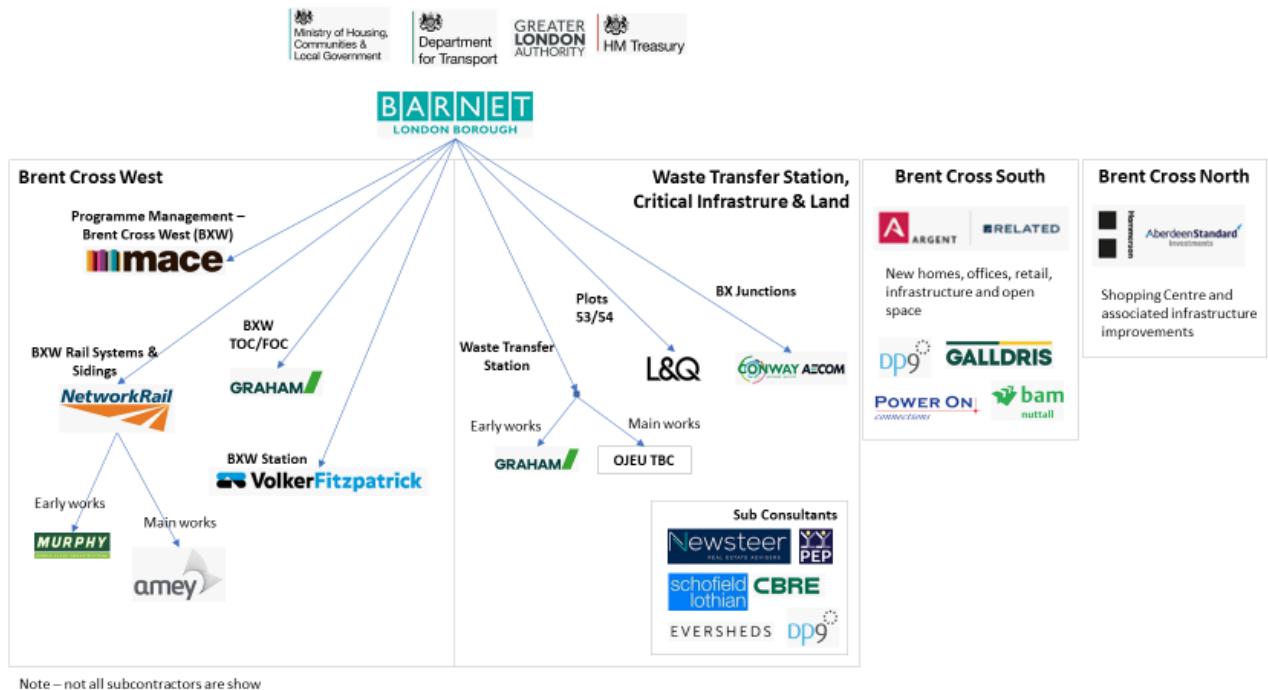 Ministry of Housing,
Communities &
Local Government
Department
for Transport
GREATER
LONDON
AUTHORITY
HM Treasury
BARNET
LONDON BOROUGH
Brent Cross West
Programme Management –
Brent Cross West (BXW)
mace
BXW Rail Systems &
Sidings
NetworkRail
BXW
TOC/FOC
GRAHAM
BXW Station
VolkerFitzpatrick
Early works
MURPHY
Main works
amey
Waste Transfer Station,
Critical Infrastrure & Land
BX Junctions
Plots
53/54
Waste Transfer
Station
L&Q
CONWAY AECOM
Early works
Main works
GRAHAM
OJEU TBC
Sub Consultants
Newsteer
REAL ESTATE ADVISERS
PEP
schofield
lothian
CBRE
EVERSHEDS
DP9
Brent Cross South
ARGENT
RELATED
New homes, offices, retail,
infrastructure and open
space
DP9
GALLDRIS
POWER ON
connections
bam
nuttall
Brent Cross North
Hammerson
AberdeenStandard
Investments
Shopping Centre and
associated infrastructure
improvements
Note – not all subcontractors are show